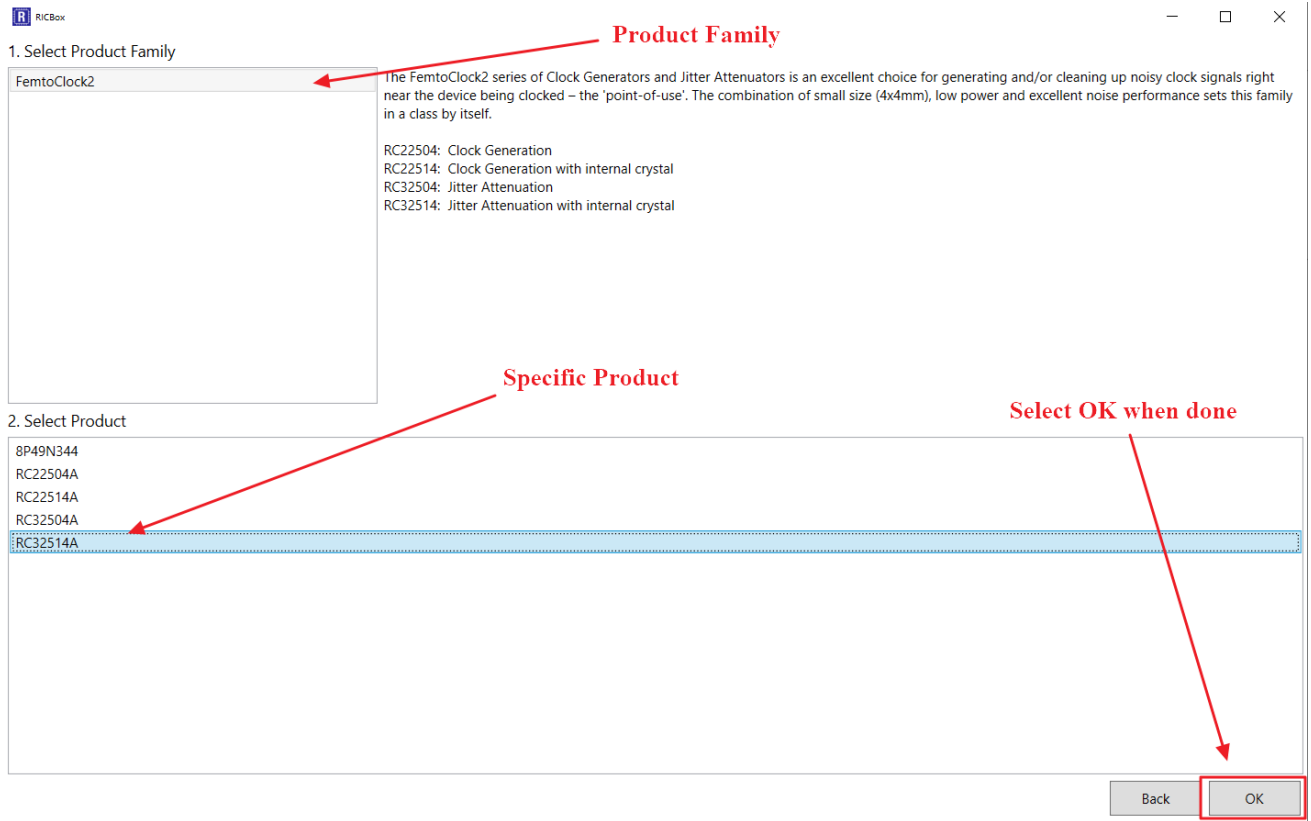 R RICBox
Product Family
1. Select Product Family
FemtoClock2
The FemtoClock2 series of Clock Generators and Jitter Attenuators is an excellent choice for generating and/or cleaning up noisy clock signals right
near the device being clocked – the 'point-of-use'. The combination of small size (4x4mm), low power and excellent noise performance sets this family
in a class by itself.
RC22504: Clock Generation
RC22514: Clock Generation with internal crystal
RC32504: Jitter Attenuation
RC32514: Jitter Attenuation with internal crystal
Specific Product
Select OK when done
2. Select Product
8P49N344
RC22504A
RC22514A
RC32504A
RC32514A
Back
OK